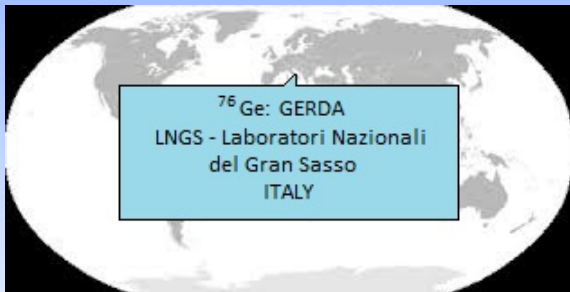 ⁷⁶Ge: GERDA
LNGS - Laboratori Nazionali
del Gran Sasso
ITALY